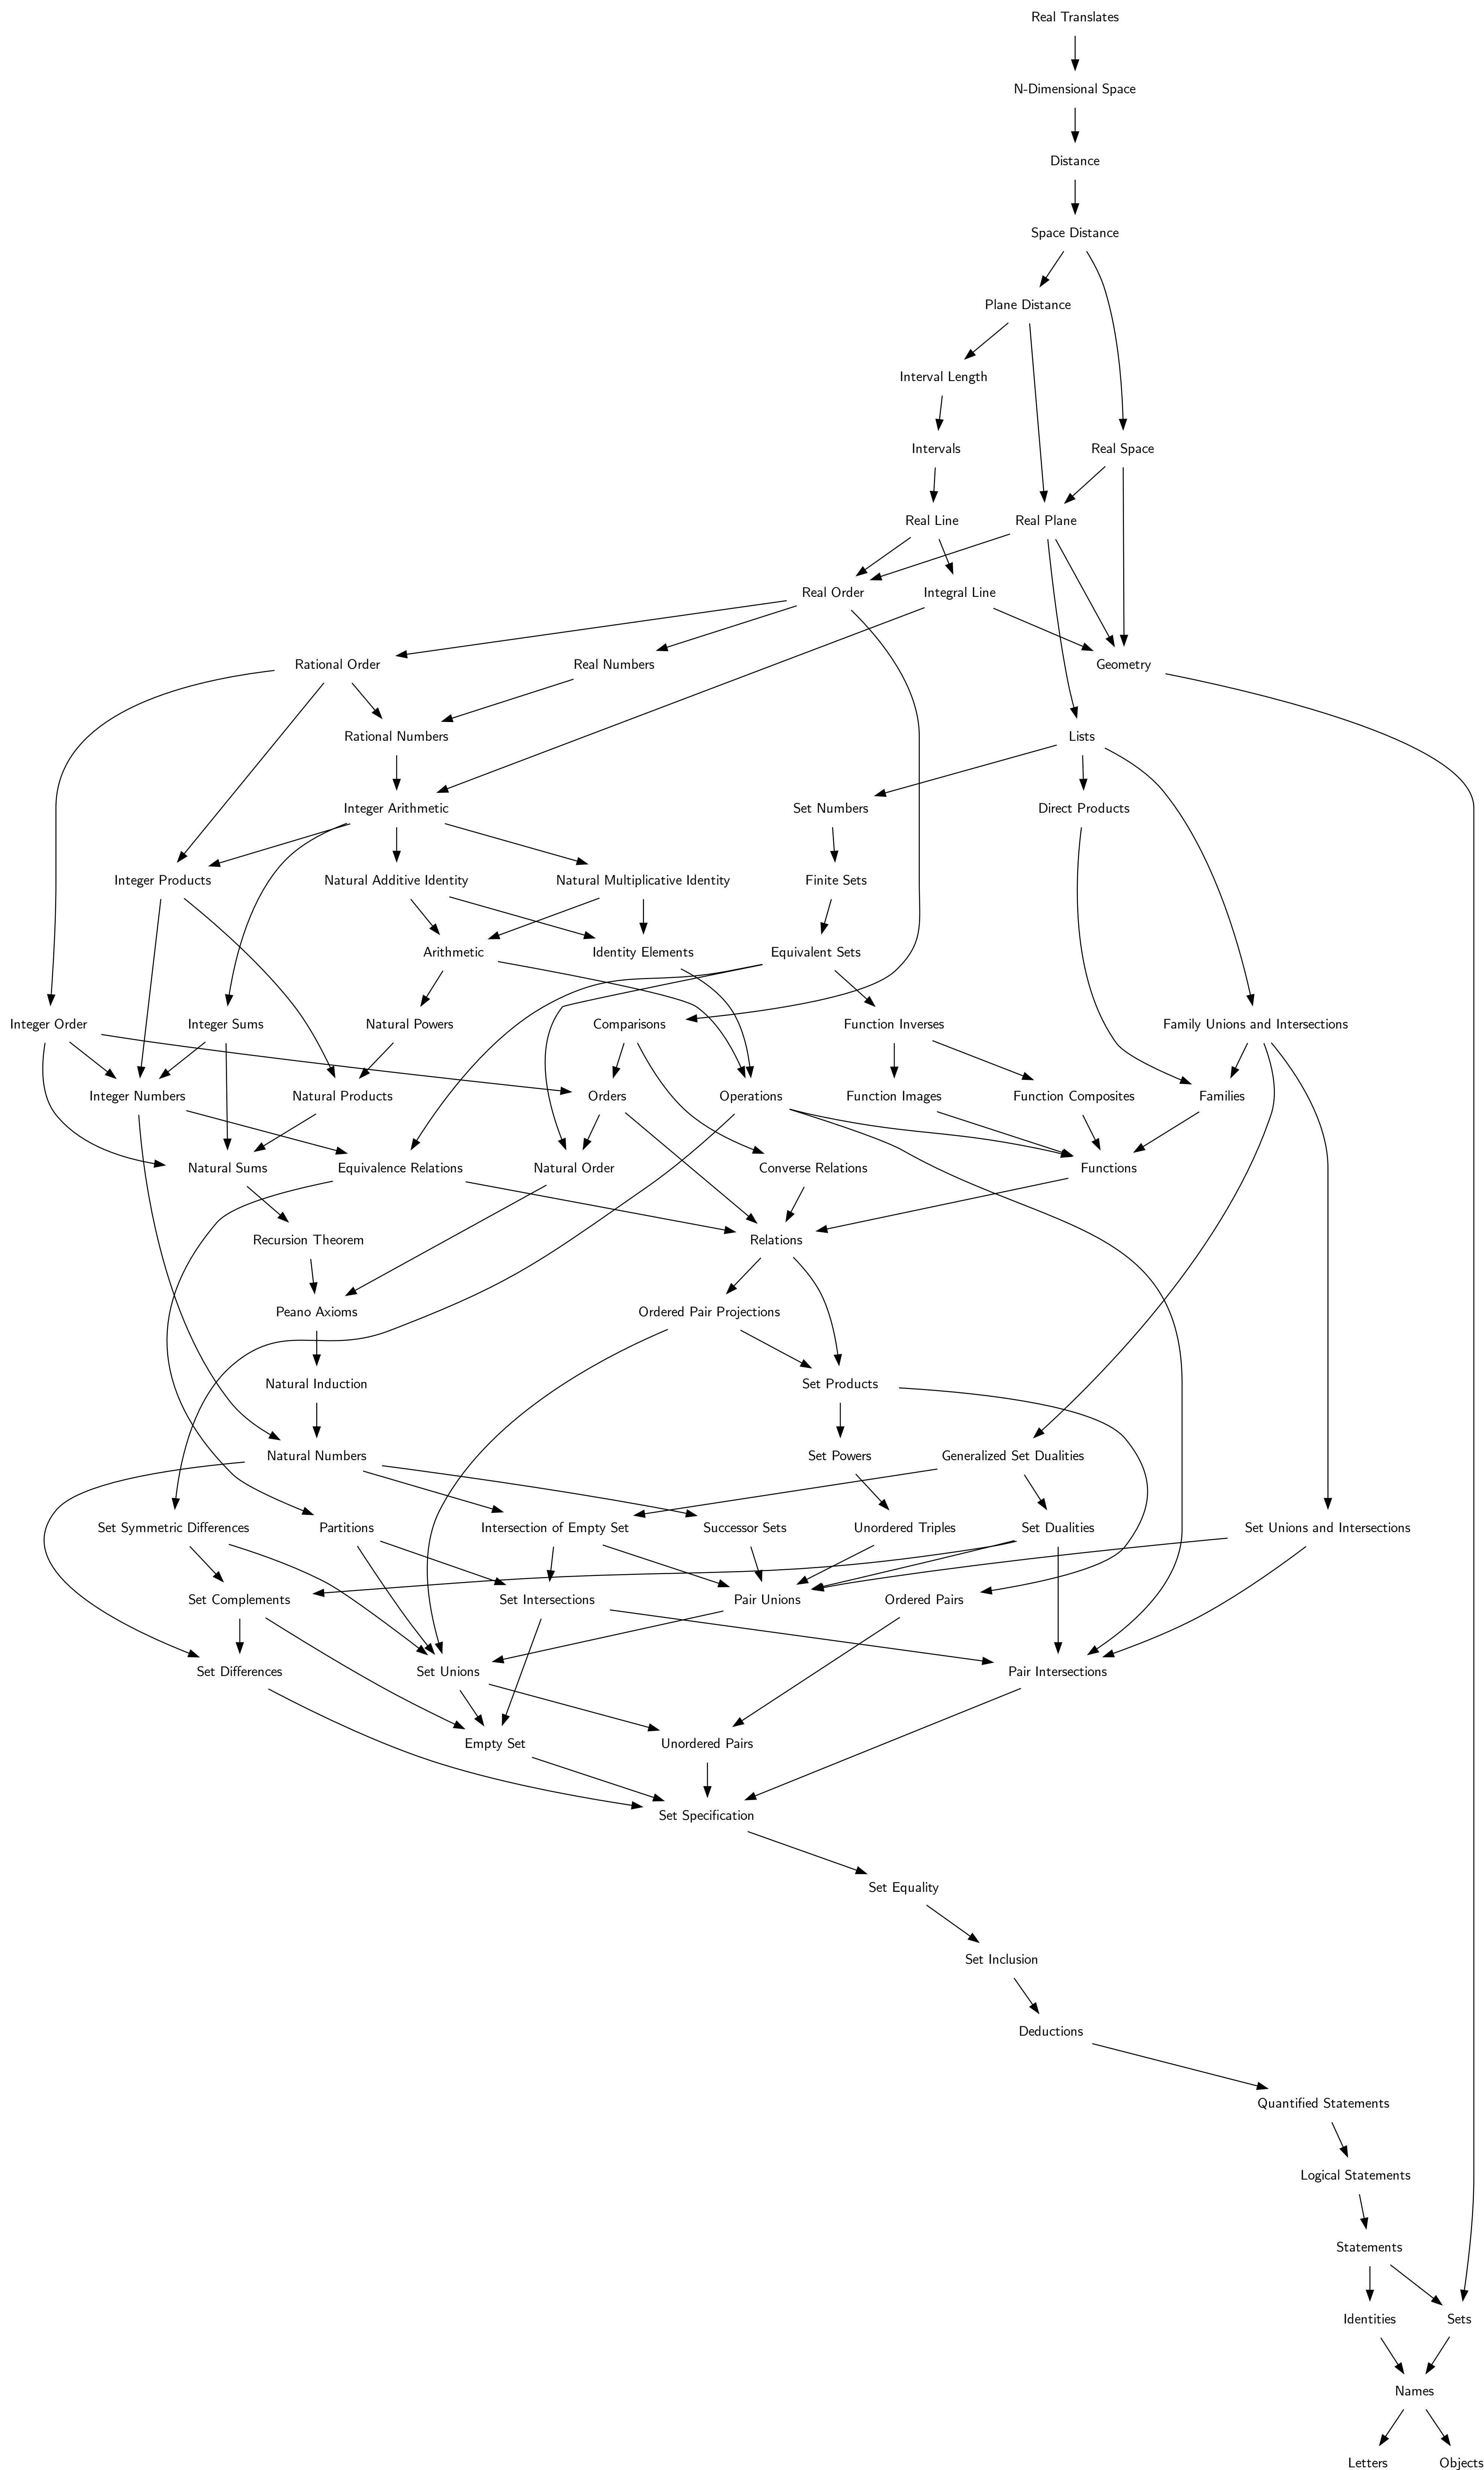 Real Translates
N-Dimensional Space
Distance
Space Distance
Plane Distance
Interval Length
Intervals
Real Space
Real Line
Real Plane
Real Order
Integral Line
Rational Order
Real Numbers
Geometry
Rational Numbers
Lists
Integer Arithmetic
Set Numbers
Direct Products
Integer Products
Natural Additive Identity
Natural Multiplicative Identity
Finite Sets
Arithmetic
Identity Elements
Equivalent Sets
Integer Order
Integer Sums
Natural Powers
Comparisons
Function Inverses
Family Unions and Intersections
Integer Numbers
Natural Products
Orders
Operations
Function Images
Function Composites
Families
Natural Sums
Equivalence Relations
Natural Order
Converse Relations
Functions
Recursion Theorem
Relations
Peano Axioms
Ordered Pair Projections
Natural Induction
Set Products
Natural Numbers
Set Powers
Generalized Set Dualities
Set Symmetric Differences
Partitions
Intersection of Empty Set
Successor Sets
Unordered Triples
Set Dualities
Set Unions and Intersections
Set Complements
Set Intersections
Pair Unions
Ordered Pairs
Set Differences
Set Unions
Pair Intersections
Empty Set
Unordered Pairs
Set Specification
Set Equality
Set Inclusion
Deductions
Quantified Statements
Logical Statements
Statements
Identities
Sets
Names
Letters
Objects